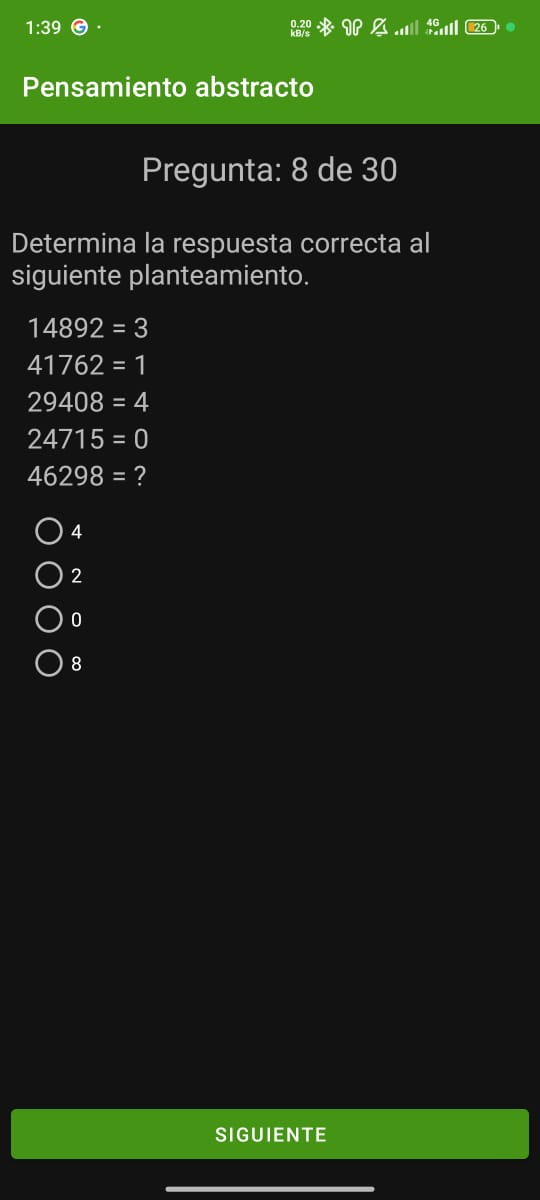 1:39 G ·
0.20 kB/s 4G 26
Pensamiento abstracto
Pregunta: 8 de 30
Determina la respuesta correcta al
siguiente planteamiento.
14892 = 3
41762 = 1
29408 = 4
24715 = 0
46298 = ?
4
2
0
8
SIGUIENTE